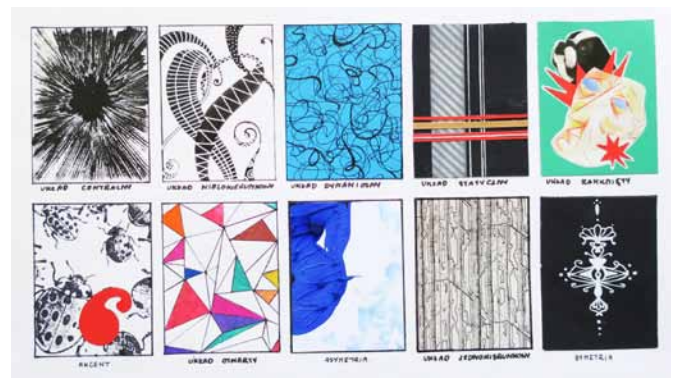 UKŁAD CENTRALNY
UKŁAD WIELOKIERUNKOWY
UKŁAD DYNAMICZNY
UKŁAD STATYCZNY
UKŁAD ZAMKNIĘTY
AKCENT
UKŁAD OTWARTY
ASYMETRIA
UKŁAD JEDNOKIERUNKOWY
SYMETRIA